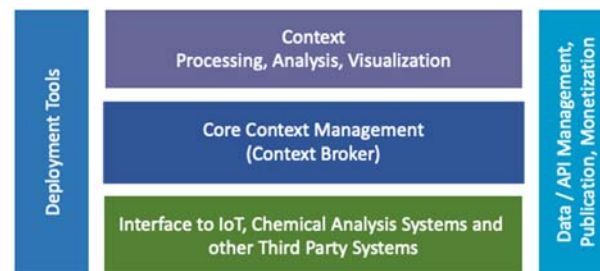 Deployment Tools
Context
Processing, Analysis, Visualization
Core Context Management
(Context Broker)
Interface to IoT, Chemical Analysis Systems and
other Third Party Systems
Data / API Management,
Publication, Monetization